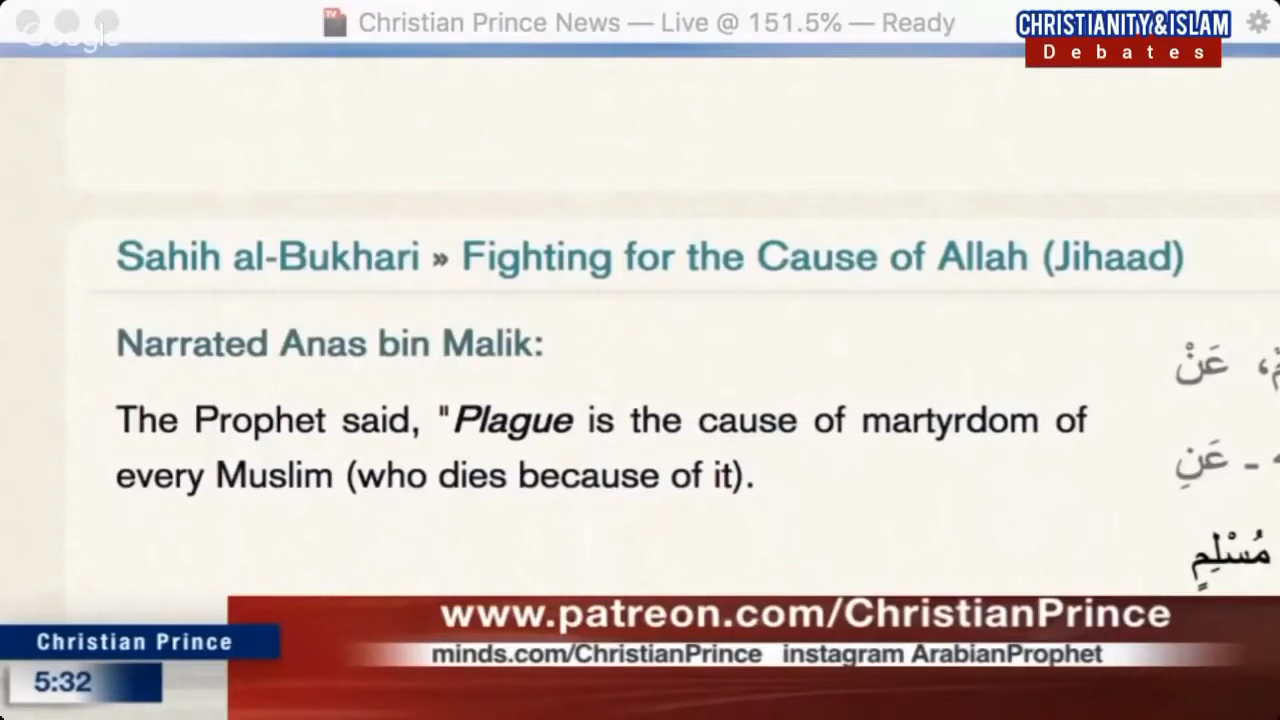 Christian Prince News — Live @ 151.5% — Ready
Google
CHRISTIANITY&ISLAM
Debates
Sahih al-Bukhari » Fighting for the Cause of Allah (Jihaad)
Narrated Anas bin Malik:
عَنْ
The Prophet said, "Plague is the cause of martyrdom of
every Muslim (who dies because of it).
ـ عَنِ
مُسْلِمٍ
www.patreon.com/ChristianPrince
Christian Prince
minds.com/ChristianPrince instagram ArabianProphet
5:32